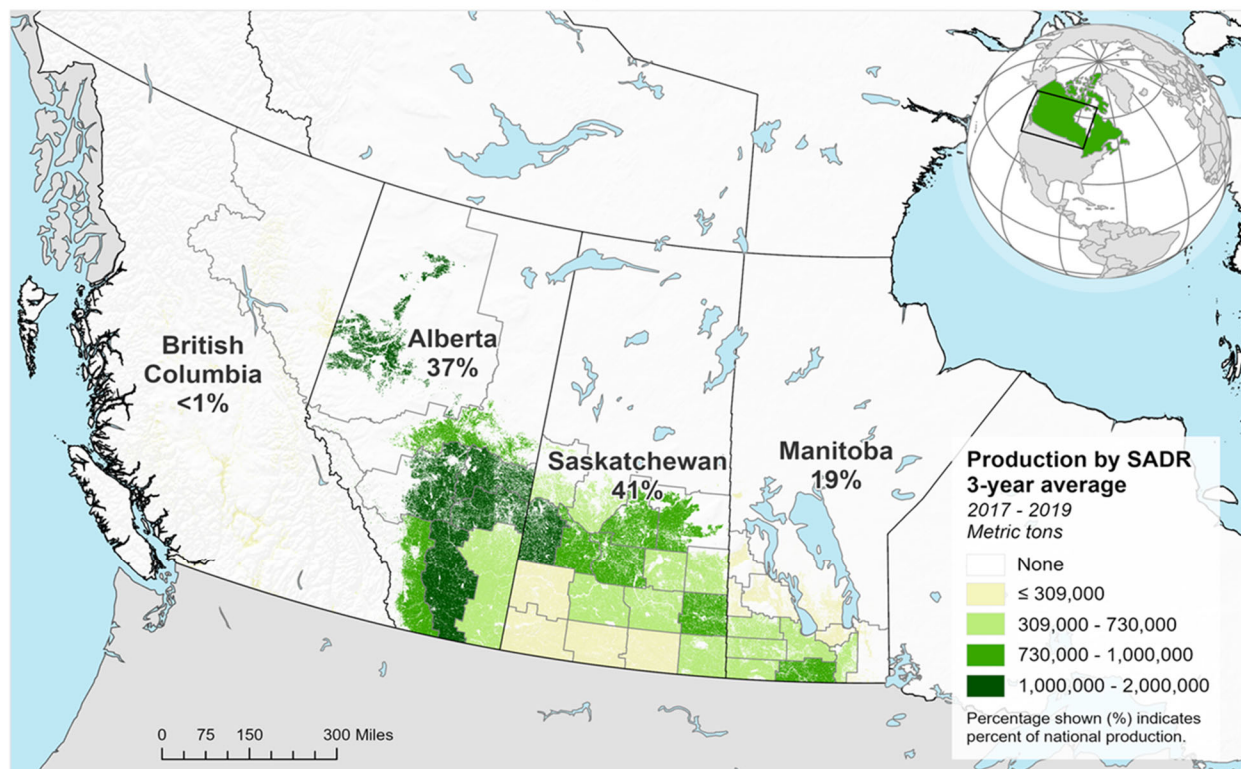 British
Columbia
<1%
Alberta
37%
Saskatchewan
41%
Manitoba
19%
Production by SADR
3-year average
2017 - 2019
Metric tons
None
≤ 309,000
309,000 - 730,000
730,000 - 1,000,000
1,000,000 - 2,000,000
Percentage shown (%) indicates
percent of national production.
0 75 150 300 Miles